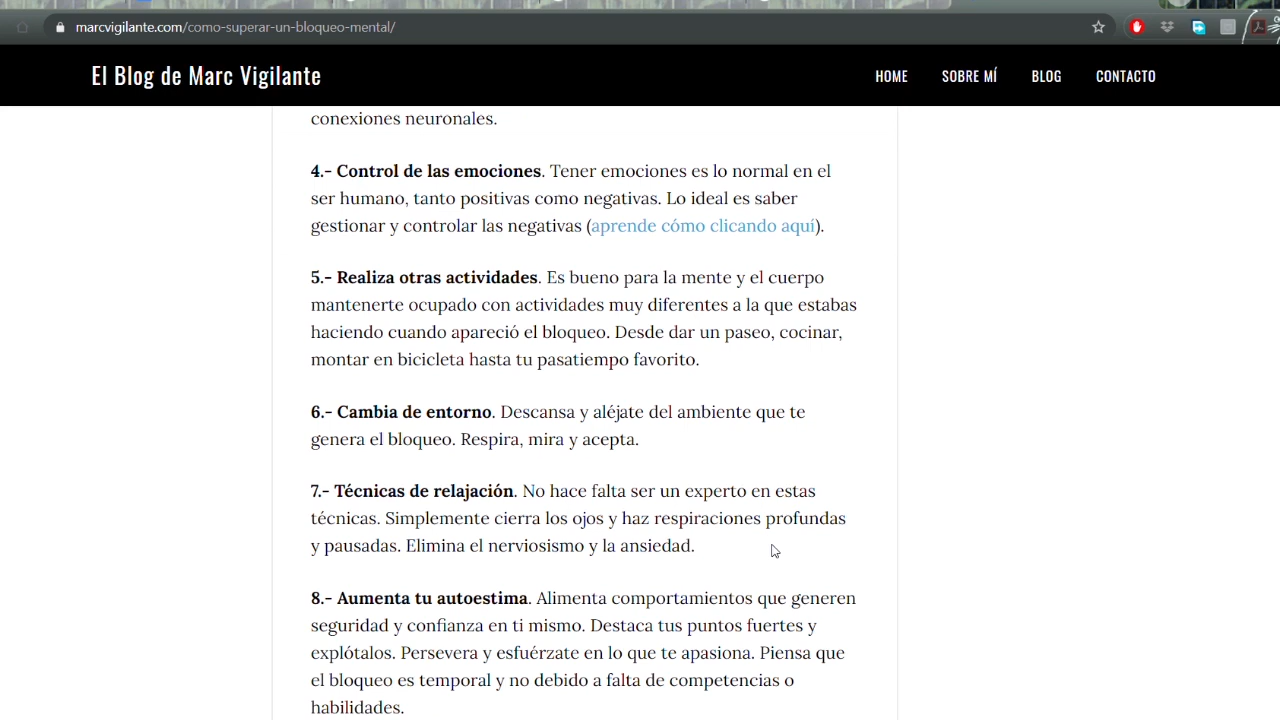 marcvigilante.com/como-superar-un-bloqueo-mental/
El Blog de Marc Vigilante
HOME SOBRE MÍ BLOG CONTACTO
conexiones neuronales.
4.- Control de las emociones. Tener emociones es lo normal en el
ser humano, tanto positivas como negativas. Lo ideal es saber
gestionar y controlar las negativas (aprende cómo clicando aquí).
5.- Realiza otras actividades. Es bueno para la mente y el cuerpo
mantenerte ocupado con actividades muy diferentes a la que estabas
haciendo cuando apareció el bloqueo. Desde dar un paseo, cocinar,
montar en bicicleta hasta tu pasatiempo favorito.
6.- Cambia de entorno. Descansa y aléjate del ambiente que te
genera el bloqueo. Respira, mira y acepta.
7.- Técnicas de relajación. No hace falta ser un experto en estas
técnicas. Simplemente cierra los ojos y haz respiraciones profundas
y pausadas. Elimina el nerviosismo y la ansiedad.
8.- Aumenta tu autoestima. Alimenta comportamientos que generen
seguridad y confianza en ti mismo. Destaca tus puntos fuertes y
explótalos. Persevera y esfuérzate en lo que te apasiona. Piensa que
el bloqueo es temporal y no debido a falta de competencias o
habilidades.